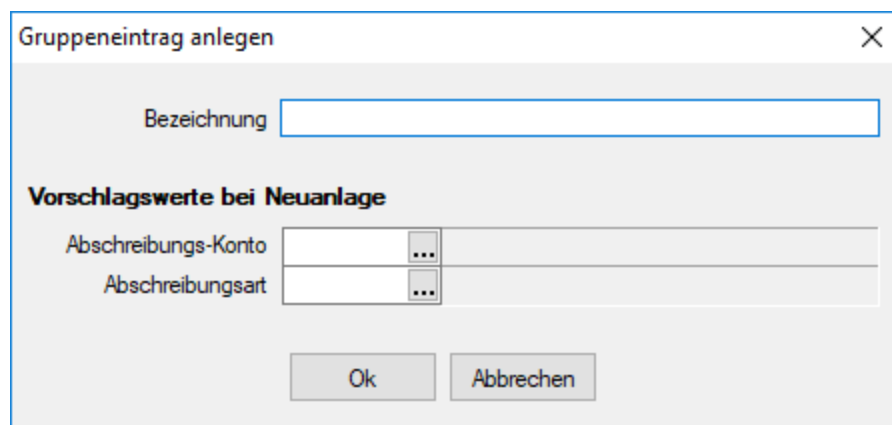 Gruppeneintrag anlegen
Bezeichnung
Vorschlagswerte bei Neuanlage
Abschreibungs-Konto ...
Abschreibungsart ...
Ok Abbrechen